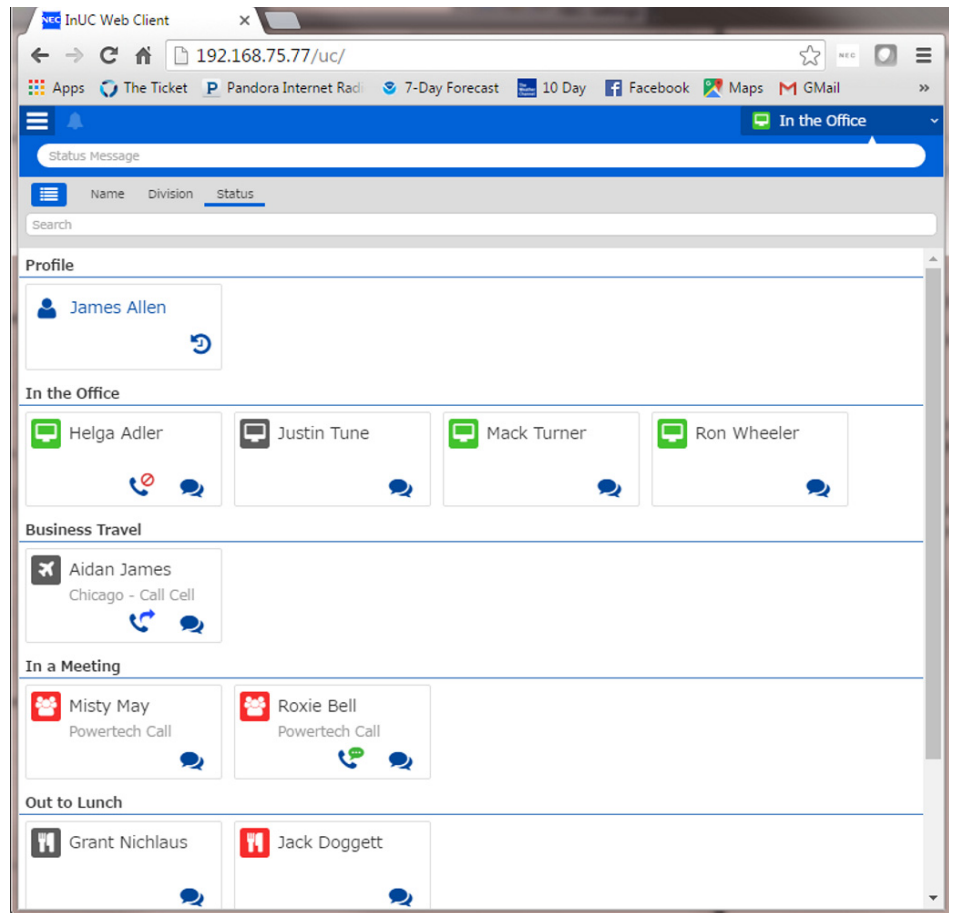 NEC InUC Web Client
192.168.75.77/uc/ NEC
Apps The Ticket P Pandora Internet Radi 7-Day Forecast 10 Day Facebook Maps GMail »
In the Office
Status Message
Name Division Status
Search
Profile
James Allen
In the Office
Helga Adler Justin Tune Mack Turner Ron Wheeler
Business Travel
Aidan James
Chicago - Call Cell
In a Meeting
Misty May Roxie Bell
Powertech Call Powertech Call
Out to Lunch
Grant Nichlaus Jack Doggett